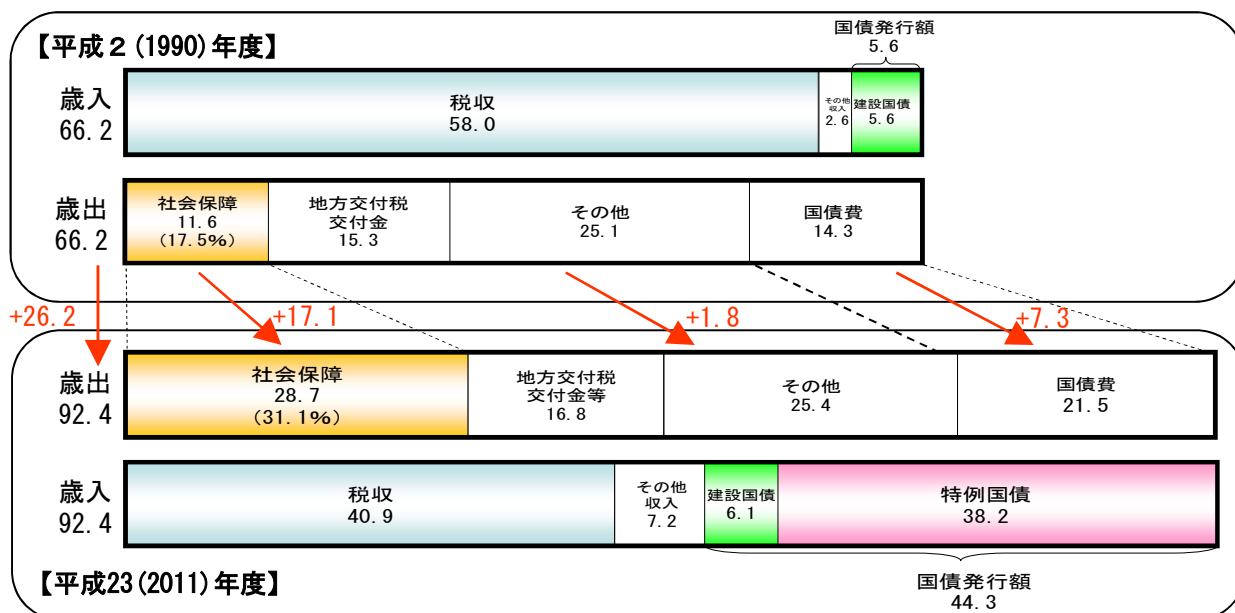 【平成２(1990)年度】
国債発行額
5.6
歳入
66.2
税収
58.0
その他
収入
2.6
建設国債
5.6
歳出
66.2
社会保障
11.6
(17.5%)
地方交付税
交付金
15.3
その他
25.1
国債費
14.3
+26.2
+17.1
+1.8
+7.3
歳出
92.4
社会保障
28.7
(31.1%)
地方交付税
交付金等
16.8
その他
25.4
国債費
21.5
歳入
92.4
税収
40.9
その他
収入
7.2
建設国債
6.1
特例国債
38.2
【平成23(2011)年度】
国債発行額
44.3